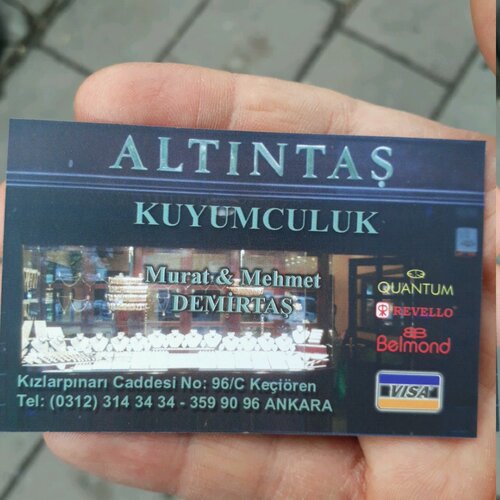 ALTINTAŞ
KUYUMCULUK
Murat & Mehmet
DEMİRTAŞ
QUANTUM
REVELLO
Belmond
VISA
Kızlarpınarı Caddesi No: 96/C Keçiören
Tel: (0312) 314 34 34 - 359 90 96 ANKARA